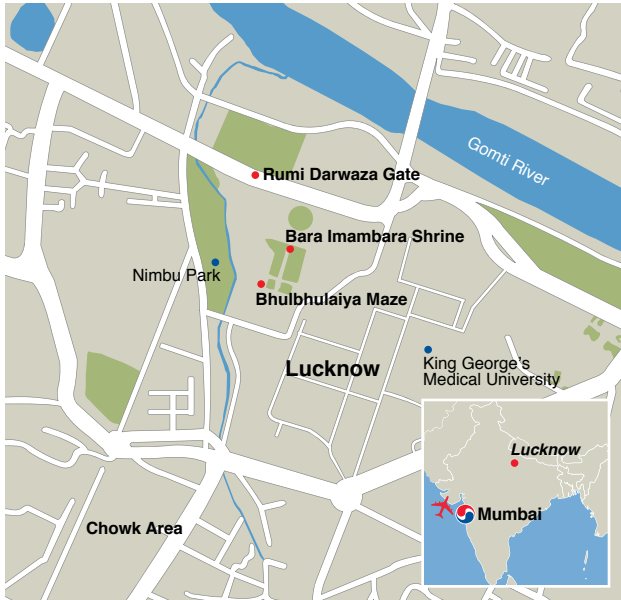 Gomti River
Rumi Darwaza Gate
Bara Imambara Shrine
Nimbu Park
Bhulbhulaiya Maze
King George's
Medical University
Lucknow
Lucknow
Mumbai
Chowk Area